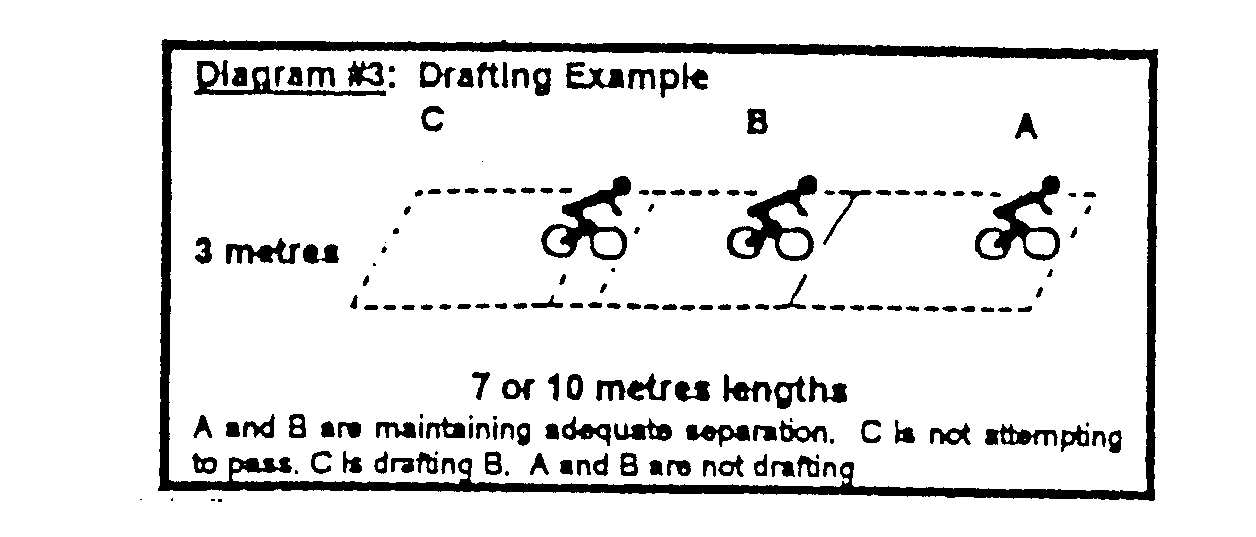 Diagram #3: Drafting Example
C B A
3 metres
7 or 10 metres lengths
A and B are maintaining adequate separation. C is not attempting
to pass. C is drafting B. A and B are not drafting